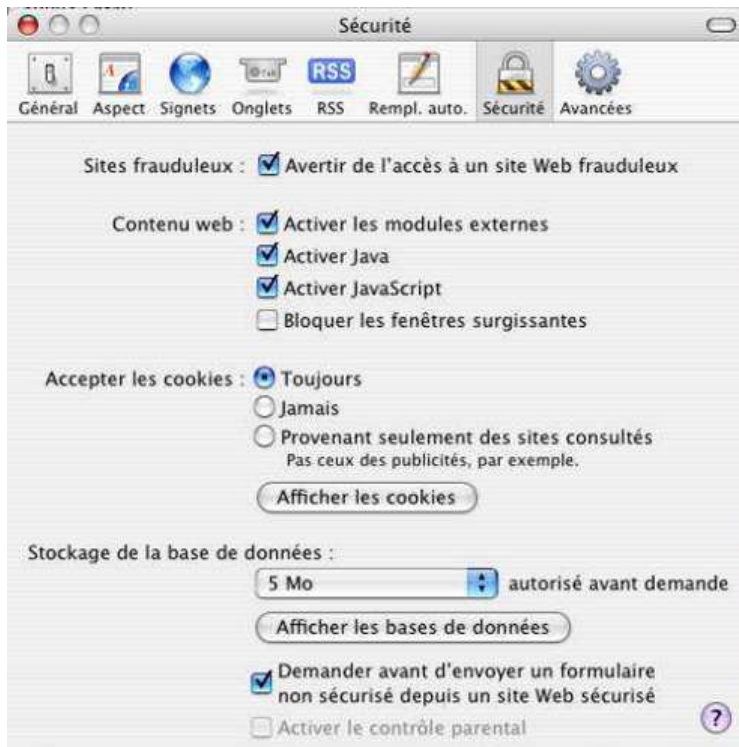 Sécurité
RSS
Général Aspect Signets Onglets RSS Rempl. auto. Sécurité Avancées
Sites frauduleux : Avertir de l'accès à un site Web frauduleux
Contenu web : Activer les modules externes
Activer Java
Activer JavaScript
Bloquer les fenêtres surgissantes
Accepter les cookies : Toujours
Jamais
Provenant seulement des sites consultés
Pas ceux des publicités, par exemple.
Afficher les cookies
Stockage de la base de données :
5 Mo autorisé avant demande
Afficher les bases de données
Demander avant d'envoyer un formulaire
non sécurisé depuis un site Web sécurisé
?
Activer le contrôle parental